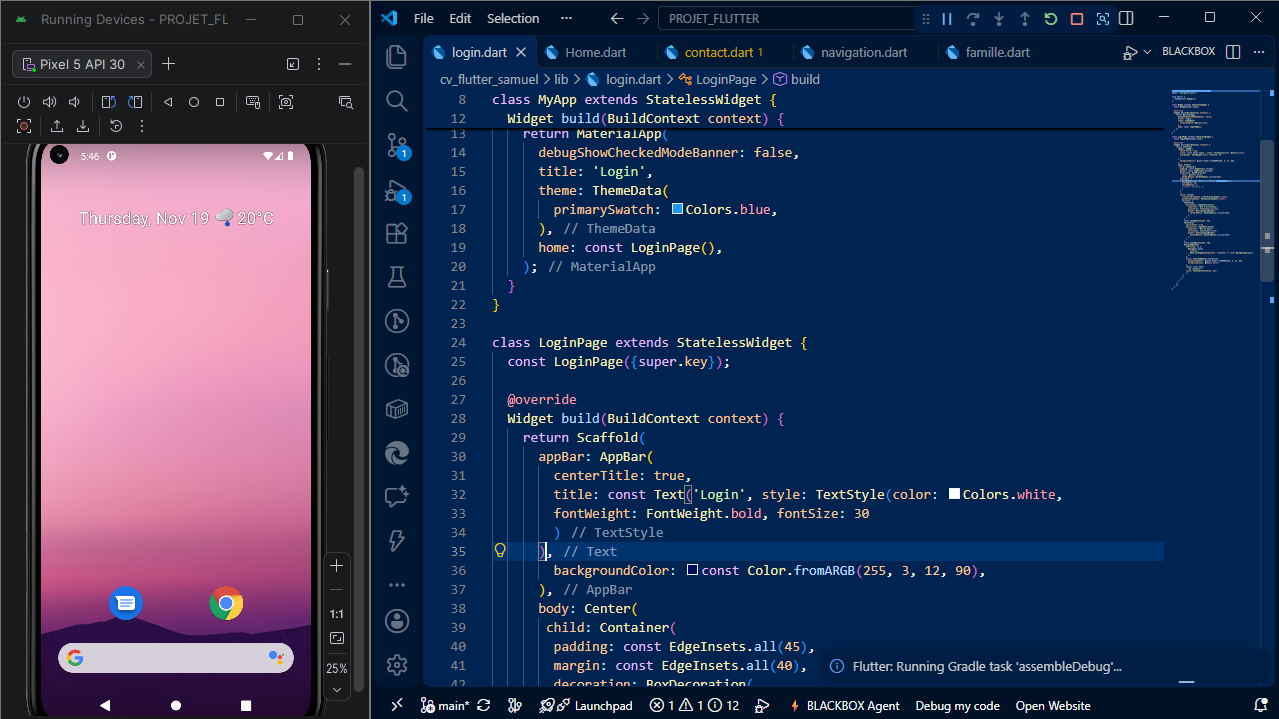 Running Devices - PROJET_FL
Pixel 5 API 30
5:46
Thursday, Nov 19 20°C
1:1
25%
File Edit Selection ··· PROJET_FLUTTER
login.dart Home.dart contact.dart 1 navigation.dart famille.dart BLACKBOX
cv_flutter_samuel > lib > login.dart > LoginPage > build
8 class MyApp extends StatelessWidget {
12 Widget build(BuildContext context) {
13 return MaterialApp(
14 debugShowCheckedModeBanner: false,
15 title: 'Login',
16 theme: ThemeData(
17 primarySwatch: Colors.blue,
18 ), // ThemeData
19 home: const LoginPage(),
20 ); // MaterialApp
21 }
22 }
23
24 class LoginPage extends StatelessWidget {
25 const LoginPage({super.key});
26
27 @override
28 Widget build(BuildContext context) {
29 return Scaffold(
30 appBar: AppBar(
31 centerTitle: true,
32 title: const Text('Login', style: TextStyle(color: Colors.white,
33 fontWeight: FontWeight.bold, fontSize: 30
34 ) // TextStyle
35 ), // Text
36 backgroundColor: const Color.fromARGB(255, 3, 12, 90),
37 ), // AppBar
38 body: Center(
39 child: Container(
40 padding: const EdgeInsets.all(45),
41 margin: const EdgeInsets.all(40),
42 decoration: BoxDecoration(
1
1
Flutter: Running Gradle task 'assembleDebug'...
main* Launchpad 1 1 12 BLACKBOX Agent Debug my code Open Website